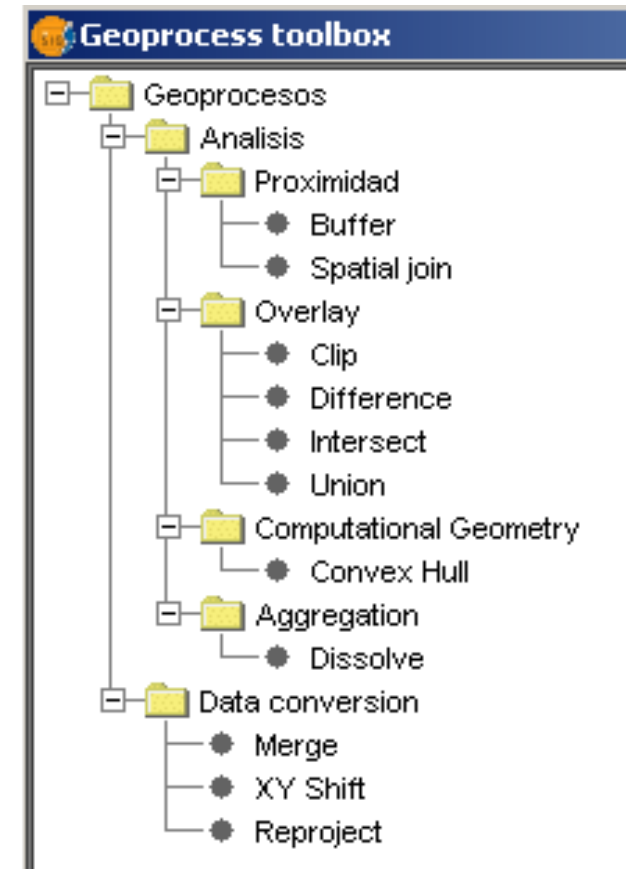 SIG
Geoprocess toolbox
Geoprocesos
Analisis
Proximidad
Buffer
Spatial join
Overlay
Clip
Difference
Intersect
Union
Computational Geometry
Convex Hull
Aggregation
Dissolve
Data conversion
Merge
XY Shift
Reproject